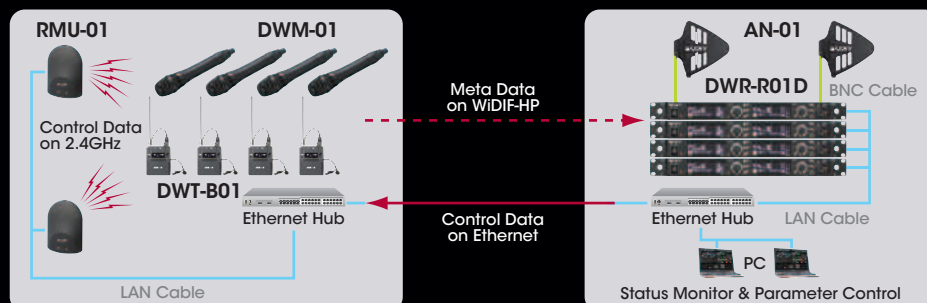 RMU-01
DWM-01
Control Data
on 2.4GHz
DWT-B01
Ethernet Hub
LAN Cable
Meta Data
on WiDIF-HP
Control Data
on Ethernet
AN-01
DWR-R01D
BNC Cable
Ethernet Hub
LAN Cable
PC
Status Monitor & Parameter Control